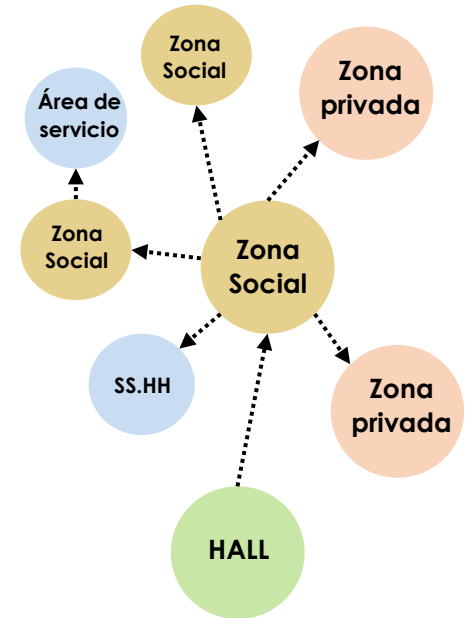 Zona
Social
Zona
privada
Área de
servicio
Zona
Social
Zona
Social
SS.HH
Zona
privada
HALL